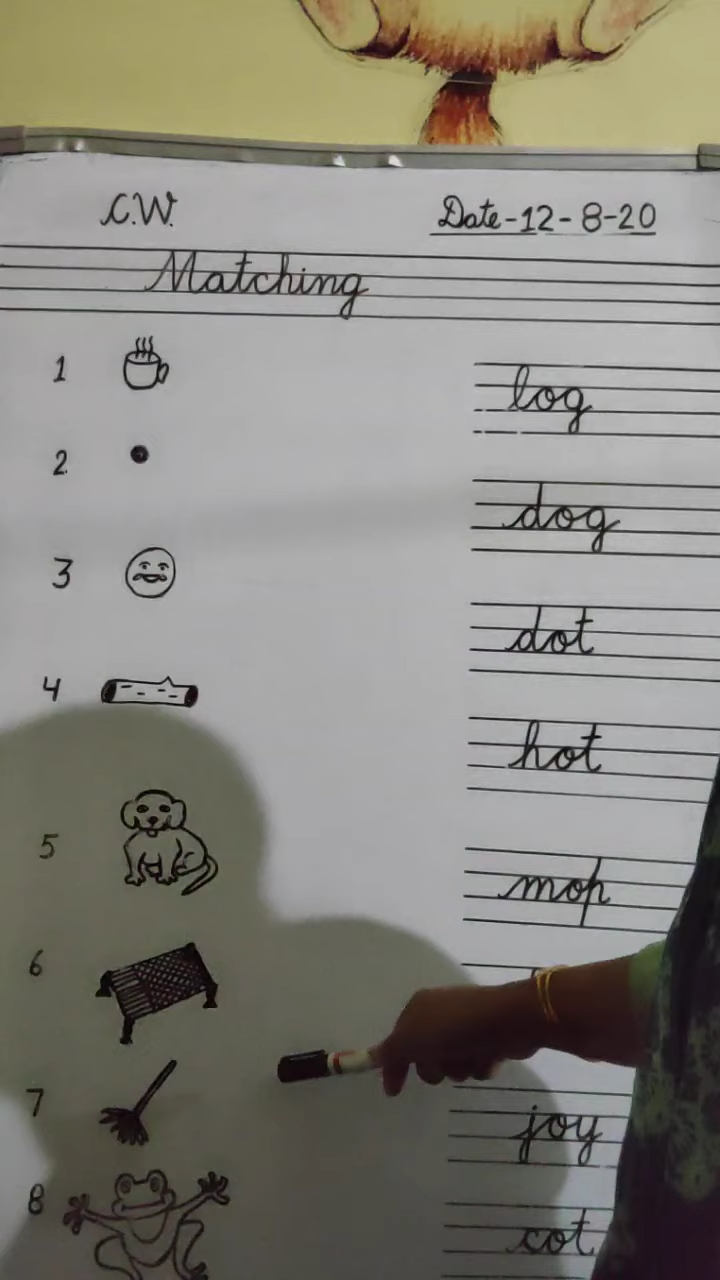 C.W. Date-12-8-20
Matching
1 log
2. dog
3 dot
4 hot
5 mop
6
7 joy
8 cot